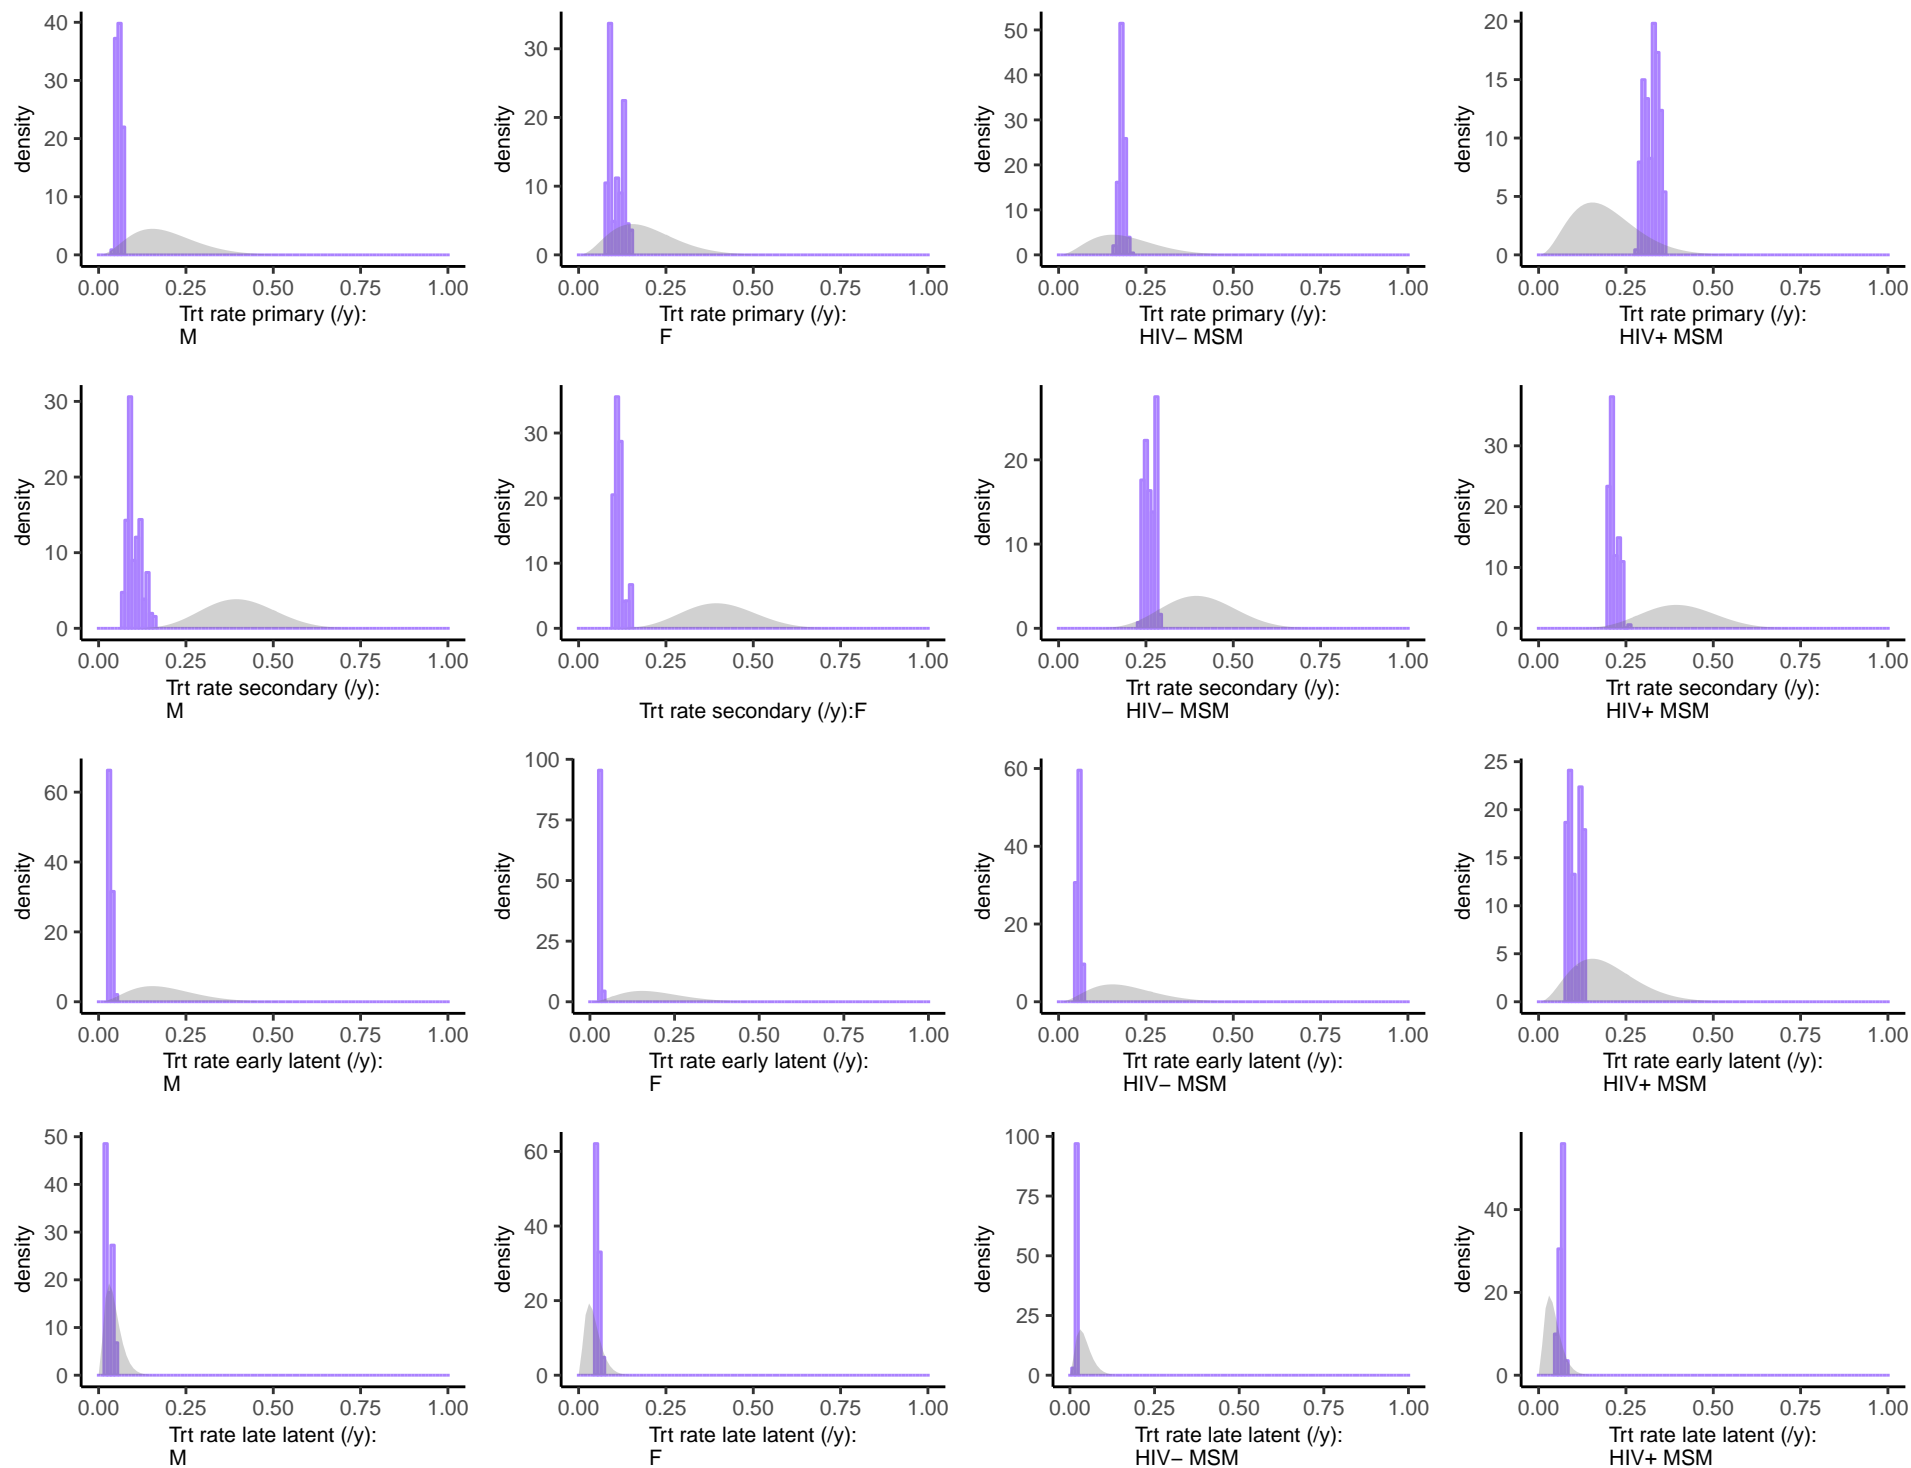 40
30
20
10
0
density
0.00 0.25 0.50 0.75 1.00
Trt rate primary (/y):
M
30
20
10
0
density
0.00 0.25 0.50 0.75 1.00
Trt rate primary (/y):
F
50
40
30
20
10
0
density
0.00 0.25 0.50 0.75 1.00
Trt rate primary (/y):
HIV− MSM
20
15
10
5
0
density
0.00 0.25 0.50 0.75 1.00
Trt rate primary (/y):
HIV+ MSM
30
20
10
0
density
0.00 0.25 0.50 0.75 1.00
Trt rate secondary (/y):
M
30
20
10
0
density
0.00 0.25 0.50 0.75 1.00
Trt rate secondary (/y):F
20
10
0
density
0.00 0.25 0.50 0.75 1.00
Trt rate secondary (/y):
HIV− MSM
30
20
10
0
density
0.00 0.25 0.50 0.75 1.00
Trt rate secondary (/y):
HIV+ MSM
60
40
20
0
density
0.00 0.25 0.50 0.75 1.00
Trt rate early latent (/y):
M
100
75
50
25
0
density
0.00 0.25 0.50 0.75 1.00
Trt rate early latent (/y):
F
60
40
20
0
density
0.00 0.25 0.50 0.75 1.00
Trt rate early latent (/y):
HIV− MSM
25
20
15
10
5
0
density
0.00 0.25 0.50 0.75 1.00
Trt rate early latent (/y):
HIV+ MSM
50
40
30
20
10
0
density
0.00 0.25 0.50 0.75 1.00
Trt rate late latent (/y):
M
60
40
20
0
density
0.00 0.25 0.50 0.75 1.00
Trt rate late latent (/y):
F
100
75
50
25
0
density
0.00 0.25 0.50 0.75 1.00
Trt rate late latent (/y):
HIV− MSM
40
20
0
density
0.00 0.25 0.50 0.75 1.00
Trt rate late latent (/y):
HIV+ MSM